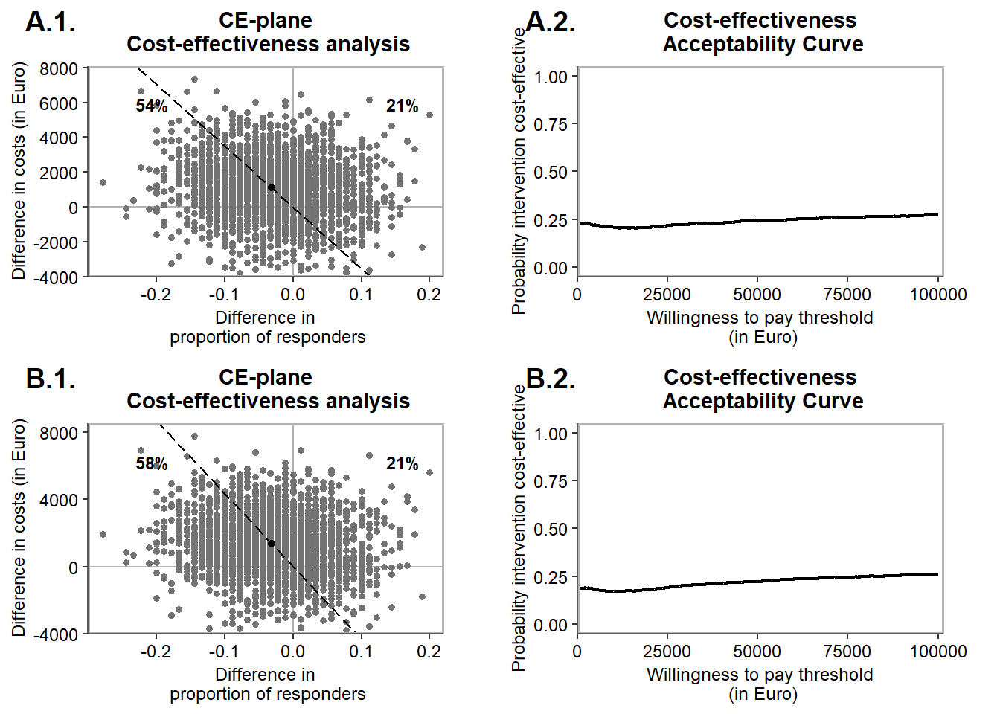 A.1.
CE-plane
Cost-effectiveness analysis
Difference in costs (in Euro)
8000
6000
4000
2000
0
-2000
-4000
54%
21%
-0.2
-0.1
0.0
0.1
0.2
Difference in
proportion of responders
A.2.
Cost-effectiveness
Acceptability Curve
Probability intervention cost-effective
1.00
0.75
0.50
0.25
0.00
0
25000
50000
75000
100000
Willingness to pay threshold
(in Euro)
B.1.
CE-plane
Cost-effectiveness analysis
Difference in costs (in Euro)
8000
4000
0
-4000
58%
21%
-0.2
-0.1
0.0
0.1
0.2
Difference in
proportion of responders
B.2.
Cost-effectiveness
Acceptability Curve
Probability intervention cost-effective
1.00
0.75
0.50
0.25
0.00
0
25000
50000
75000
100000
Willingness to pay threshold
(in Euro)